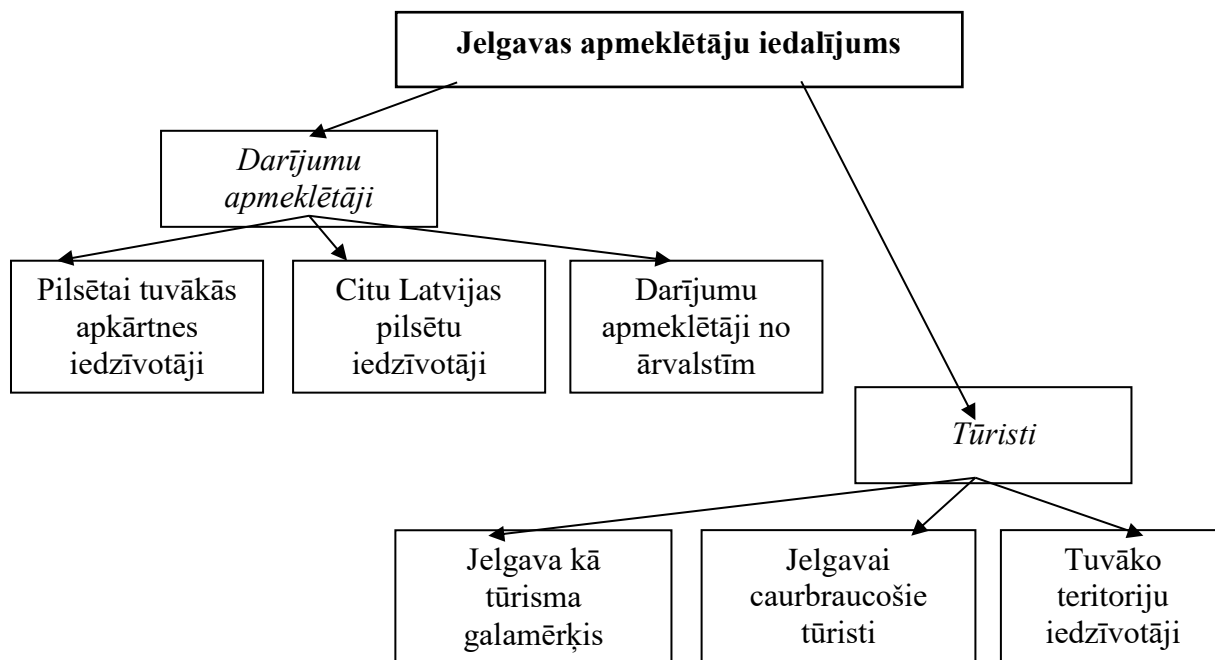 Jelgavas apmeklētāju iedalījums
Darījumu
apmeklētāji
Pilsētai tuvākās
apkārtnes
iedzīvotāji
Citu Latvijas
pilsētu
iedzīvotāji
Darījumu
apmeklētāji no
ārvalstīm
Tūristi
Jelgava kā
tūrisma
galamērķis
Jelgavai
caurbraucošie
tūristi
Tuvāko
teritoriju
iedzīvotāji